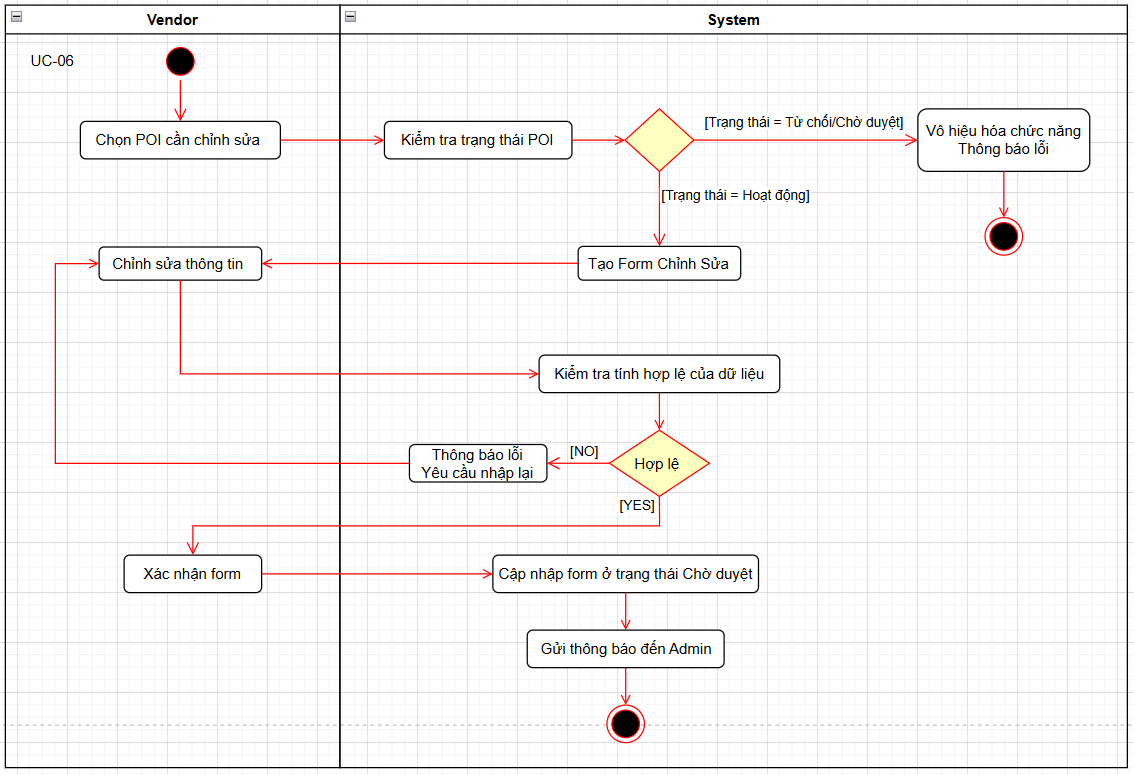 Vendor
System
UC-06
Chọn POI cần chỉnh sửa
Kiểm tra trạng thái POI
[Trạng thái = Từ chối/Chờ duyệt]
Vô hiệu hóa chức năng
Thông báo lỗi
[Trạng thái = Hoạt động]
Chỉnh sửa thông tin
Tạo Form Chỉnh Sửa
Kiểm tra tính hợp lệ của dữ liệu
Thông báo lỗi
Yêu cầu nhập lại
[NO]
Hợp lệ
[YES]
Xác nhận form
Cập nhập form ở trạng thái Chờ duyệt
Gửi thông báo đến Admin